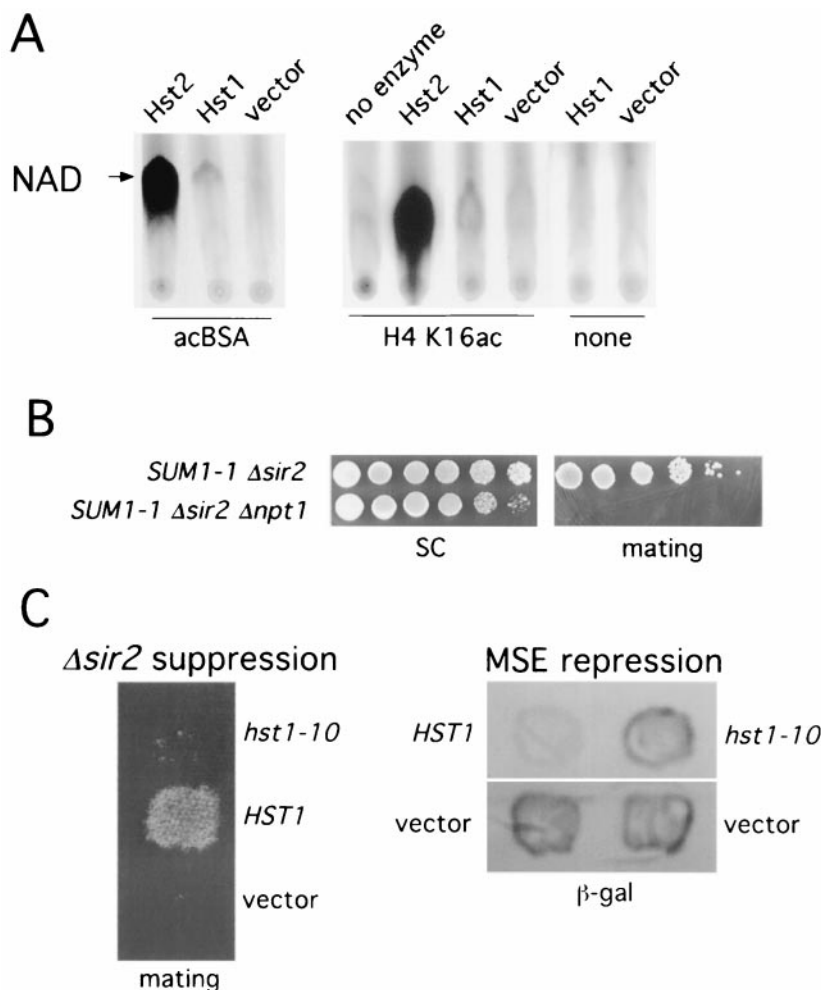 A
Hst2 Hst1 vector no enzyme Hst2 Hst1 vector Hst1 vector
NAD
acBSA H4 K16ac none
B
SUM1-1 Δsir2
SUM1-1 Δsir2 Δnpt1
SC mating
C
Δsir2 suppression MSE repression
hst1-10 HST1 hst1-10
HST1
vector vector vector
β-gal
mating